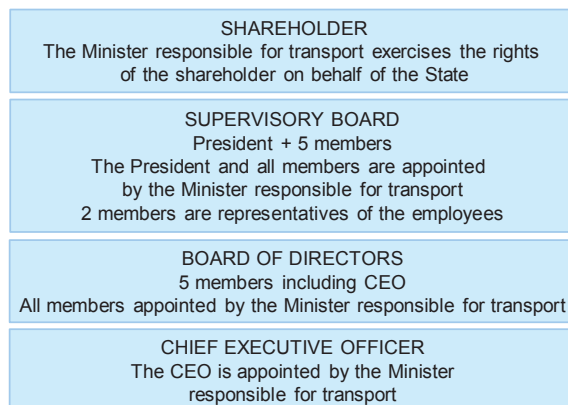 SHAREHOLDER
The Minister responsible for transport exercises the rights
of the shareholder on behalf of the State
SUPERVISORY BOARD
President + 5 members
The President and all members are appointed
by the Minister responsible for transport
2 members are representatives of the employees
BOARD OF DIRECTORS
5 members including CEO
All members appointed by the Minister responsible for transport
CHIEF EXECUTIVE OFFICER
The CEO is appointed by the Minister
responsible for transport